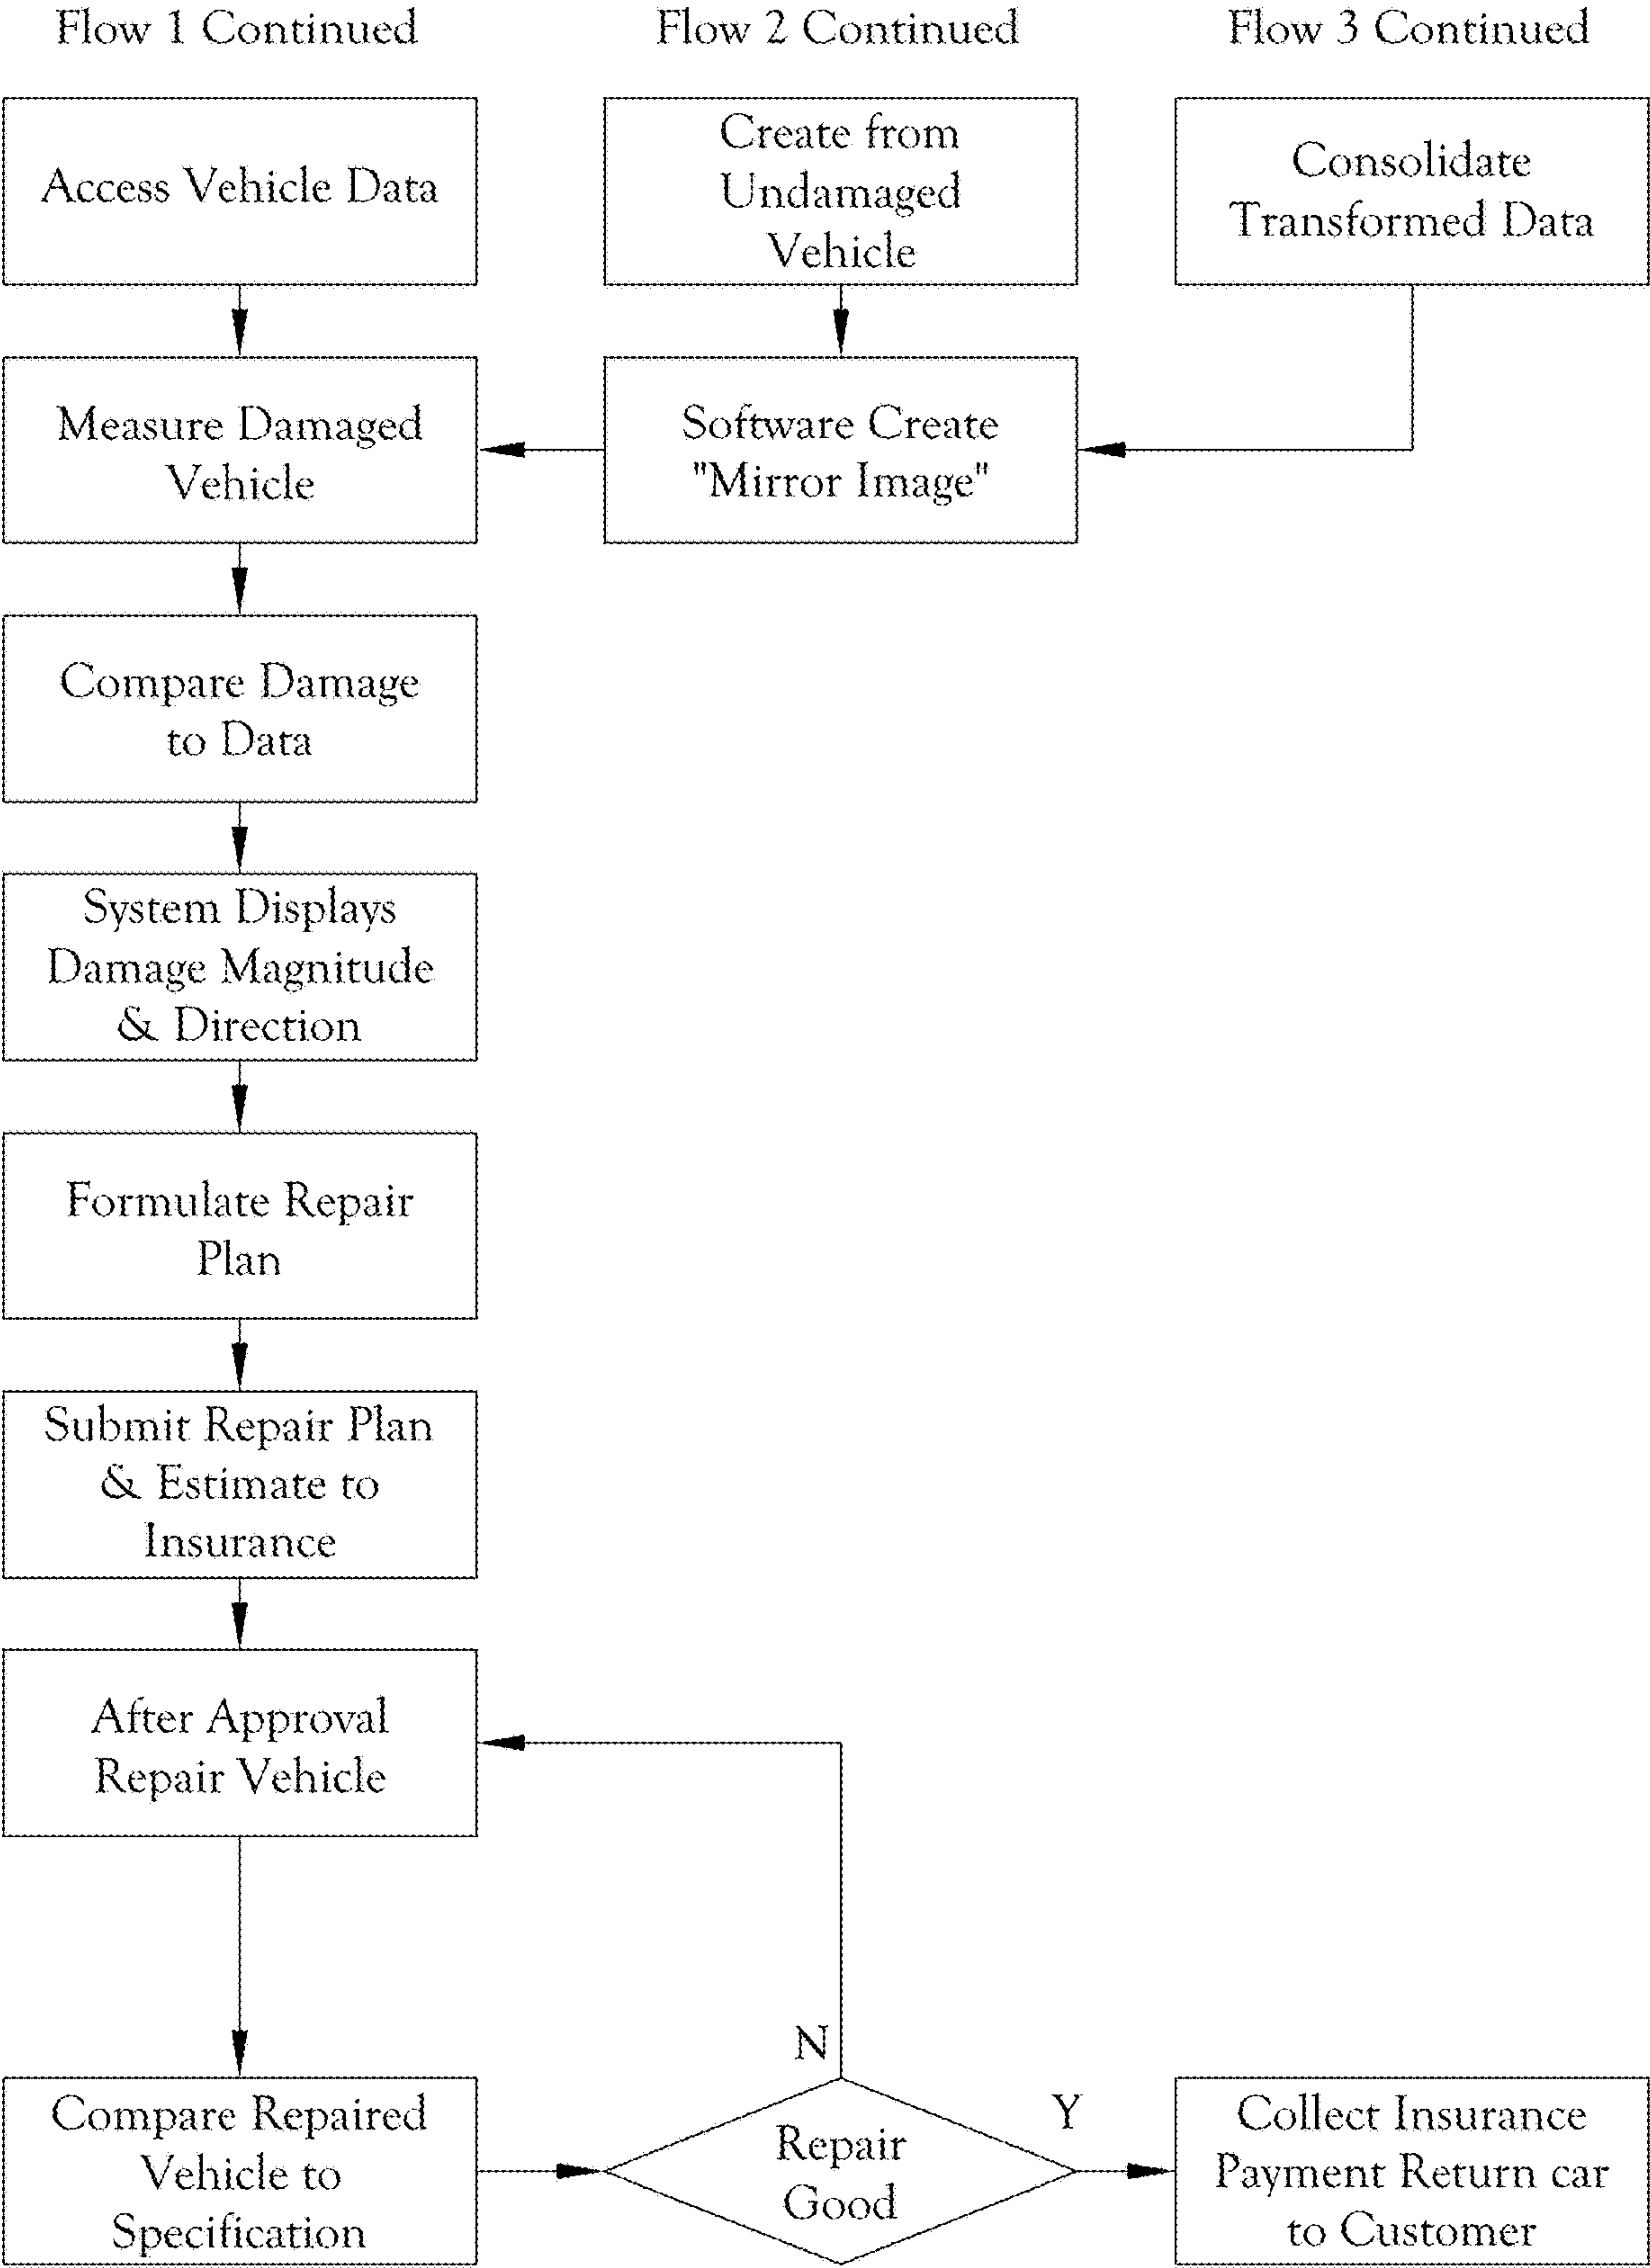 Flow 1 Continued
Flow 2 Continued
Flow 3 Continued
Access Vehicle Data
Create from
Undamaged
Vehicle
Consolidate
Transformed Data
Measure Damaged
Vehicle
Software Create
"Mirror Image"
Compare Damage
to Data
System Displays
Damage Magnitude
& Direction
Formulate Repair
Plan
Submit Repair Plan
& Estimate to
Insurance
After Approval
Repair Vehicle
N
Y
Compare Repaired
Vehicle to
Specification
Repair
Good
Collect Insurance
Payment Return car
to Customer